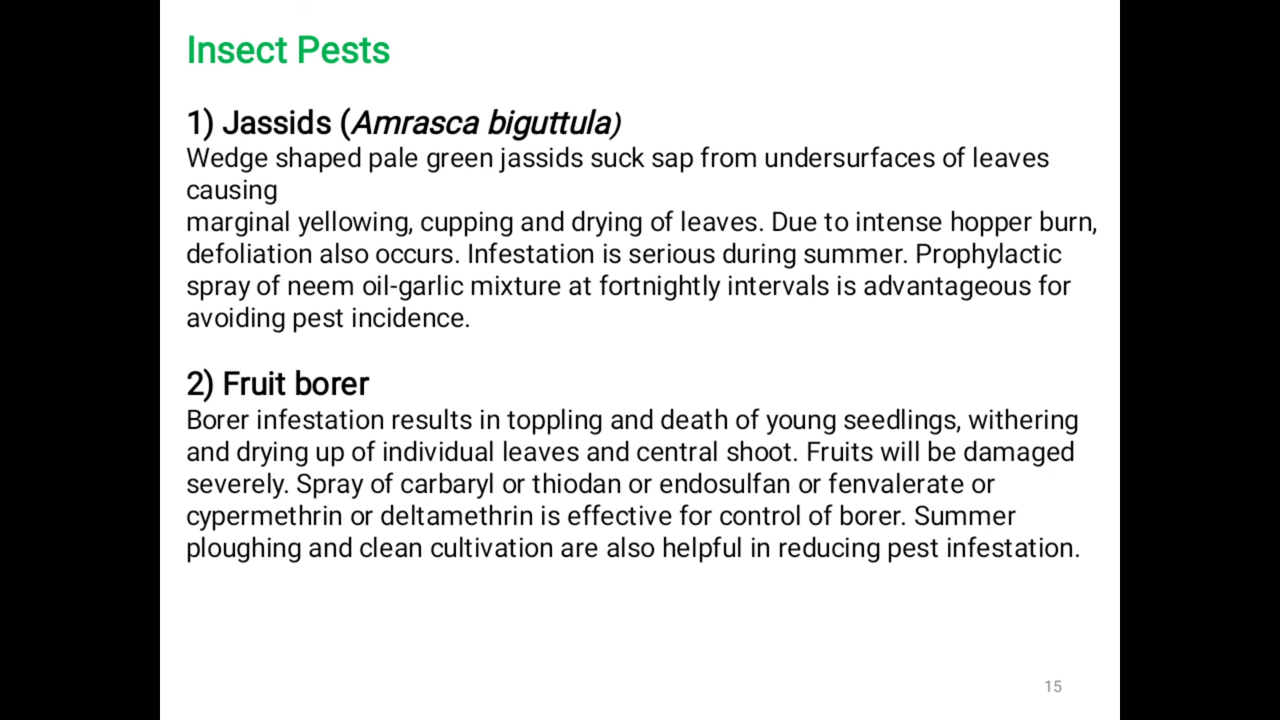 Insect Pests
1) Jassids (Amrasca biguttula)
Wedge shaped pale green jassids suck sap from undersurfaces of leaves
causing
marginal yellowing, cupping and drying of leaves. Due to intense hopper burn,
defoliation also occurs. Infestation is serious during summer. Prophylactic
spray of neem oil-garlic mixture at fortnightly intervals is advantageous for
avoiding pest incidence.
2) Fruit borer
Borer infestation results in toppling and death of young seedlings, withering
and drying up of individual leaves and central shoot. Fruits will be damaged
severely. Spray of carbaryl or thiodan or endosulfan or fenvalerate or
cypermethrin or deltamethrin is effective for control of borer. Summer
ploughing and clean cultivation are also helpful in reducing pest infestation.
15